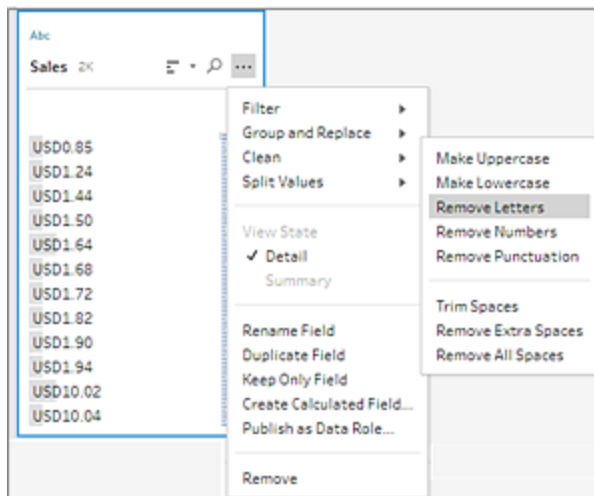 Abc
Sales 2K
USD0.85
USD1.24
USD1.44
USD1.50
USD1.64
USD1.68
USD1.72
USD1.82
USD1.90
USD1.94
USD10.02
USD10.04
Filter
Group and Replace
Clean
Split Values
View State
✓ Detail
Summary
Rename Field
Duplicate Field
Keep Only Field
Create Calculated Field...
Publish as Data Role...
Remove
Make Uppercase
Make Lowercase
Remove Letters
Remove Numbers
Remove Punctuation
Trim Spaces
Remove Extra Spaces
Remove All Spaces